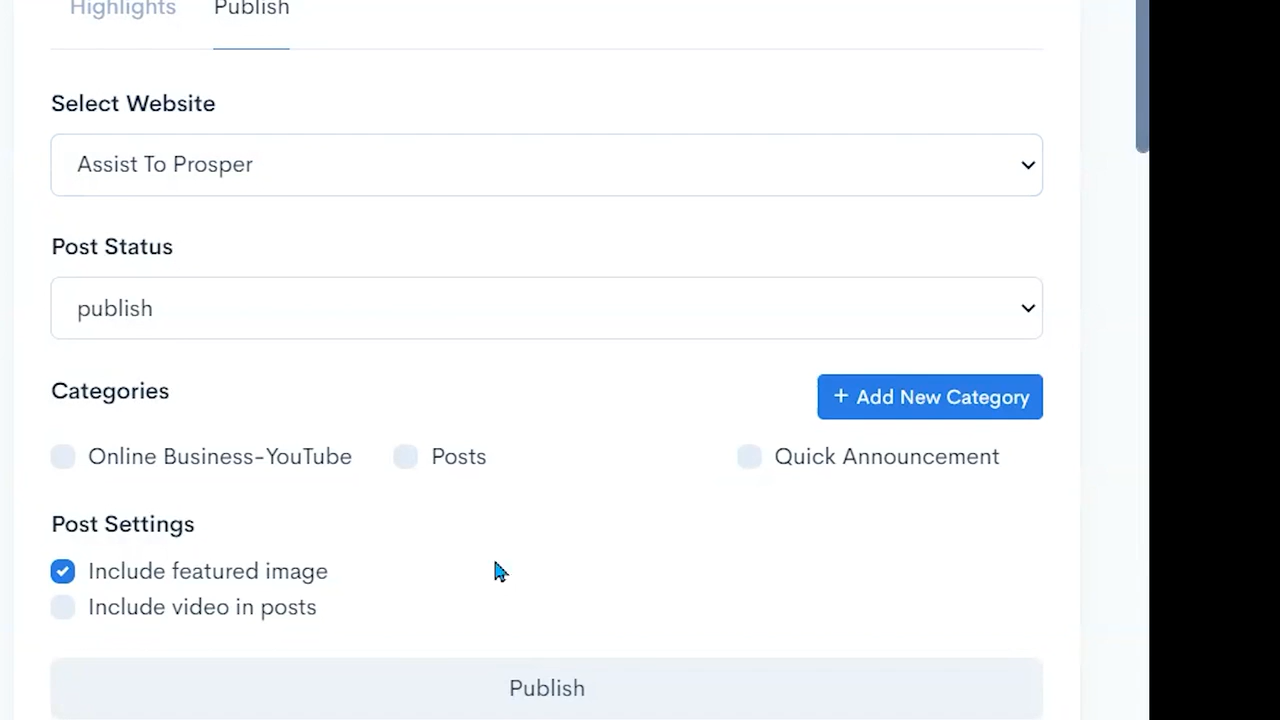 Highlights Publish
Select Website
Assist To Prosper
Post Status
publish
Categories
+ Add New Category
Online Business-YouTube Posts Quick Announcement
Post Settings
Include featured image
Include video in posts
Publish